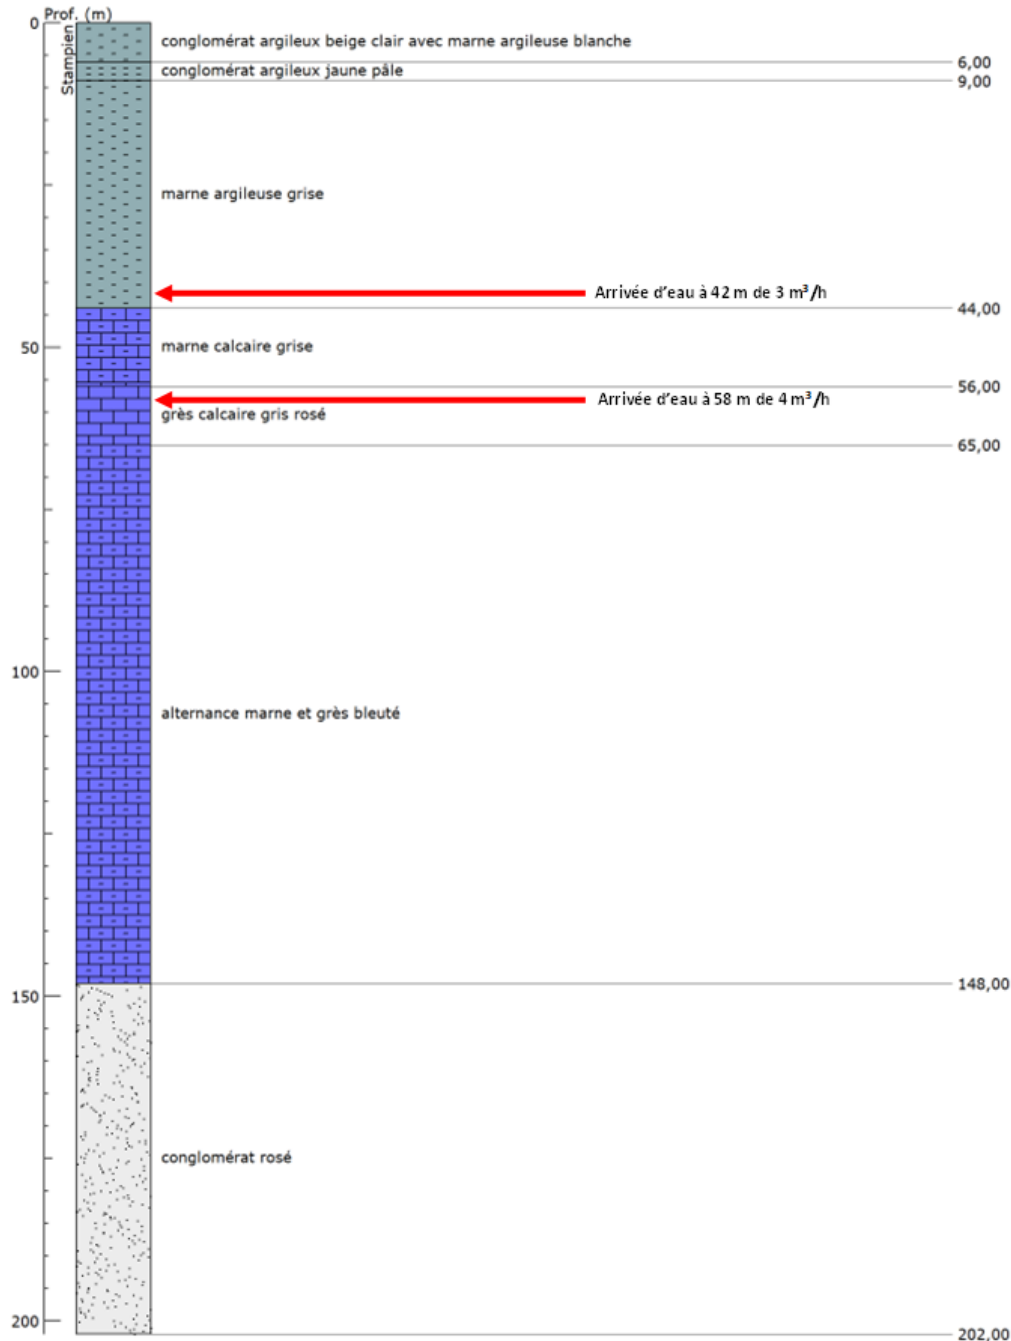 Prof. (m)
0
Stampien
conglomérat argileux beige clair avec marne argileuse blanche
6,00
conglomérat argileux jaune pâle
9,00
marne argileuse grise
Arrivée d'eau à 42 m de 3 m³/h
44,00
marne calcaire grise
50
56,00
Arrivée d'eau à 58 m de 4 m³/h
grès calcaire gris rosé
65,00
100
alternance marne et grès bleuté
148,00
150
conglomérat rosé
200
202,00